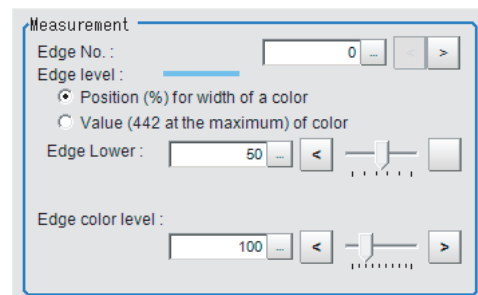 Measurement
Edge No. : 0 ... < >
Edge level :
Position (%) for width of a color
Value (442 at the maximum) of color
Edge Lower : 50 ... <
Edge color level :
100 ... < >